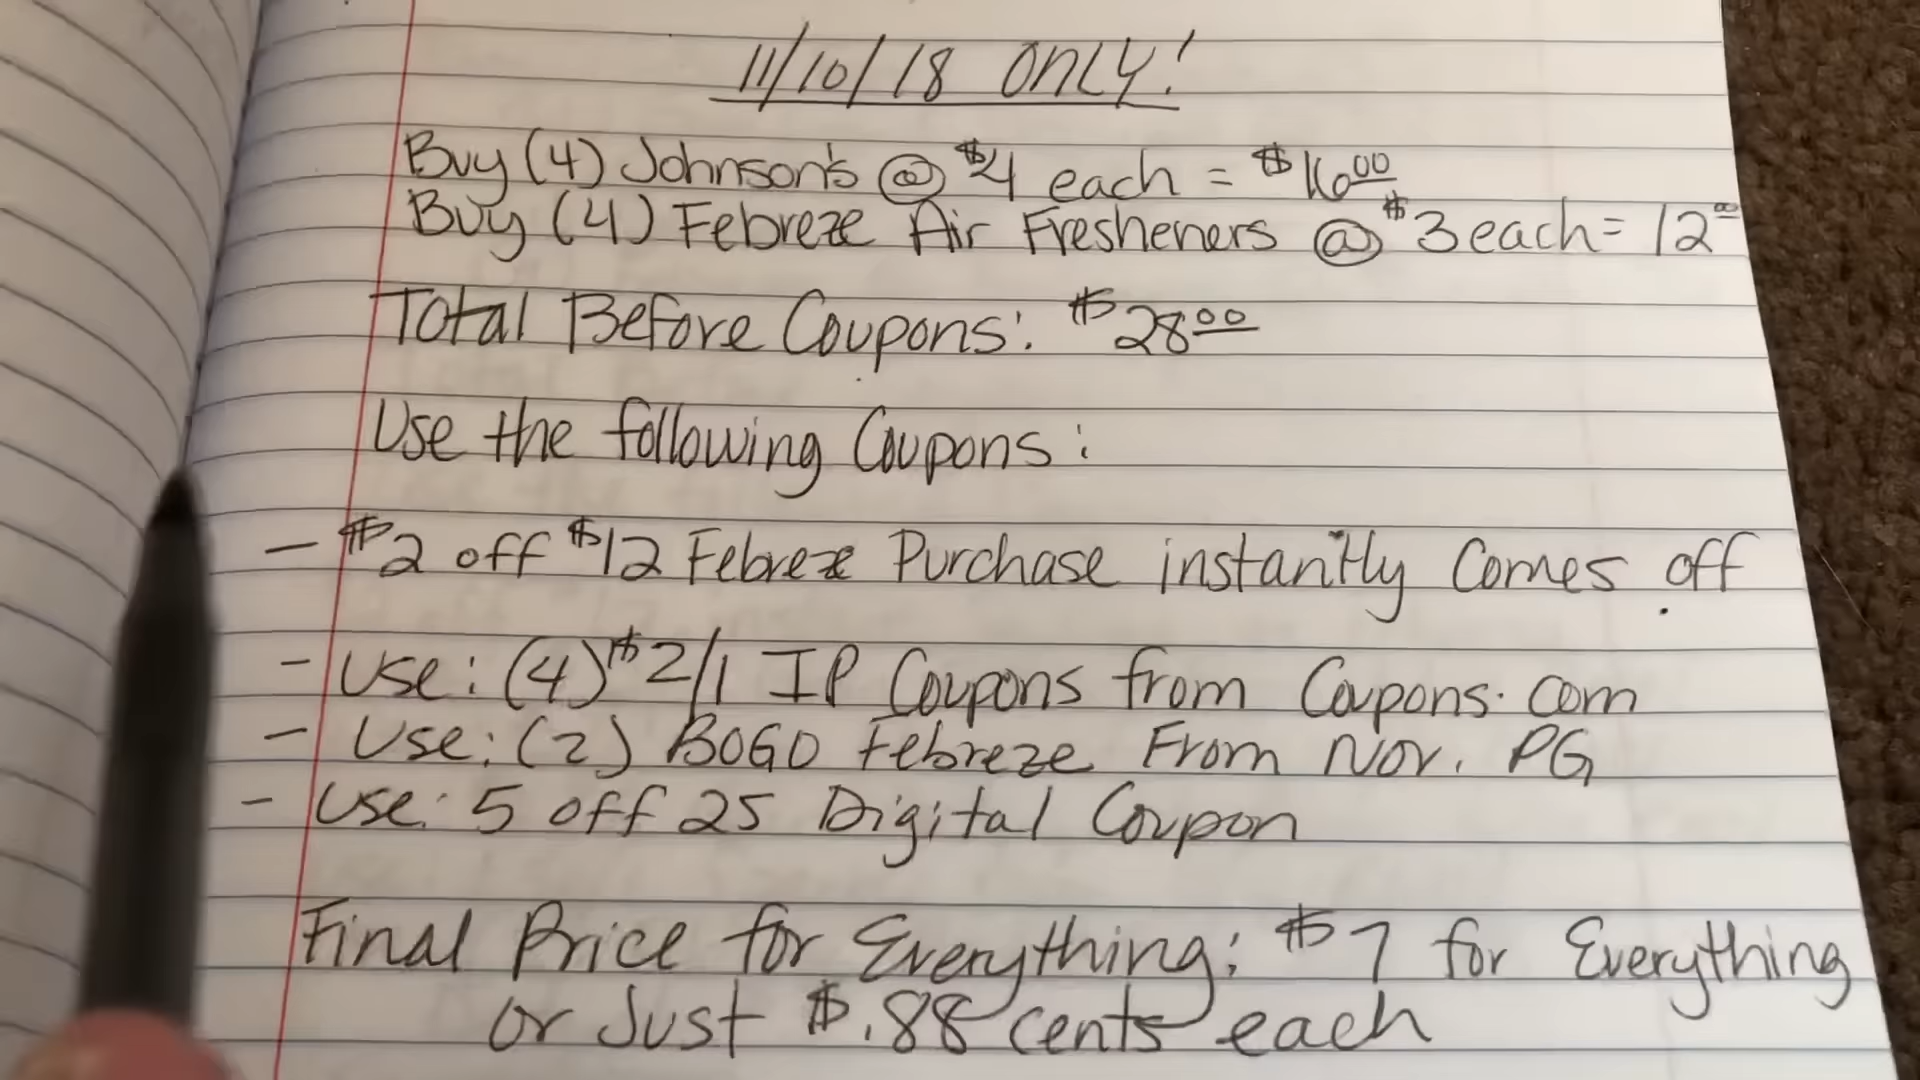 11/10/18 ONLY!
Buy (4) Johnson's @ $4 each = $16.00
Buy (4) Febreze Air Fresheners @ $3 each = 12.00
Total Before Coupons: $28.00
Use the following Coupons:
- $2 off $12 Febreze Purchase instantly Comes off
- Use: (4) $2/1 IP Coupons from Coupons.com
- Use: (2) BOGO Febreze From Nov. PG
- Use: 5 off 25 Digital Coupon
Final Price for Everything: $7 for Everything
or Just $.88 cents each